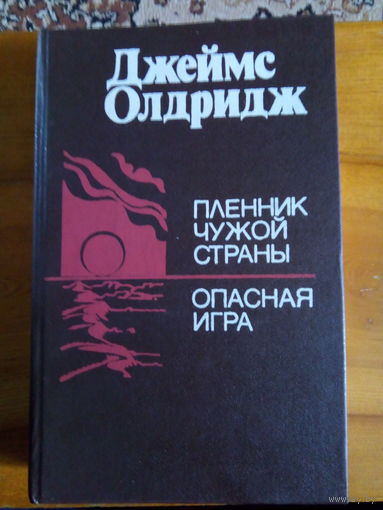 Джеймс
Олдридж
ПЛЕННИК
ЧУЖОЙ
СТРАНЫ
ОПАСНАЯ
ИГРА